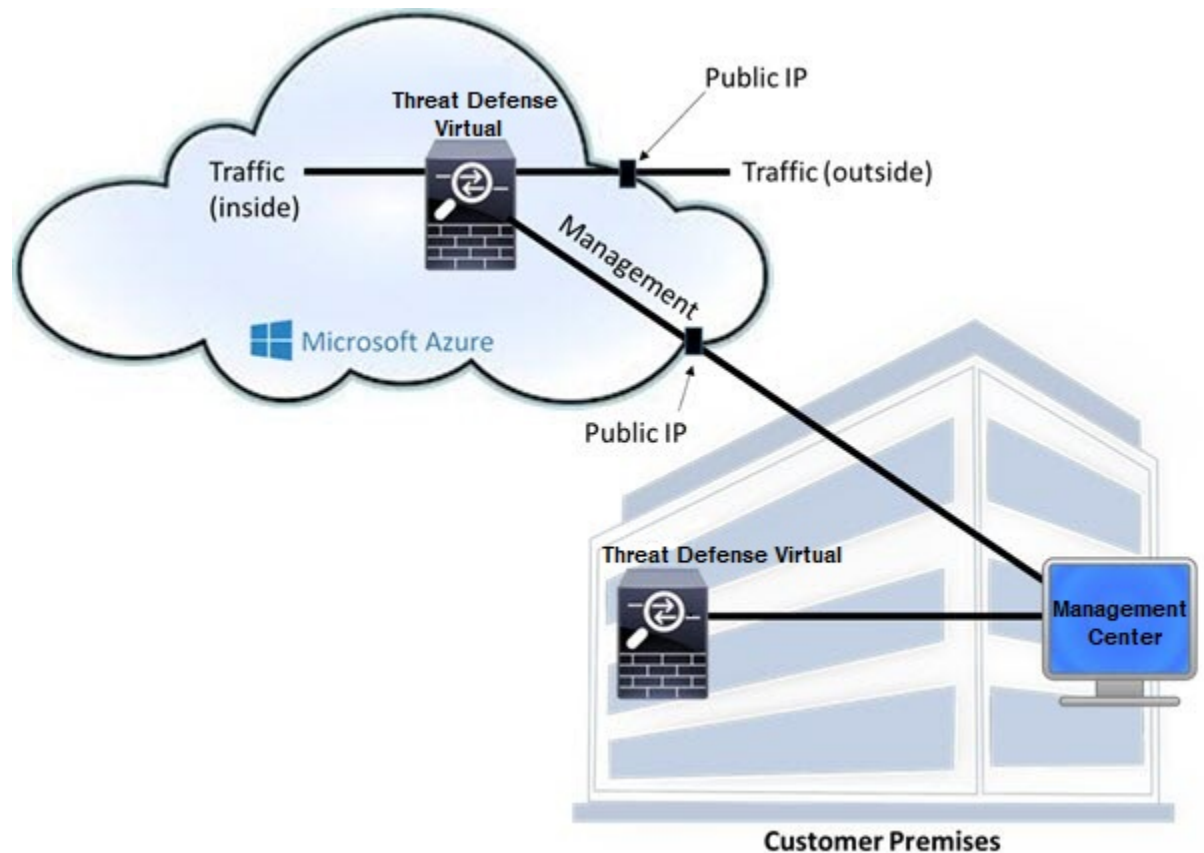 Public IP
Threat Defense
Virtual
Traffic
(inside)
Traffic (outside)
Management
Microsoft Azure
Public IP
Threat Defense Virtual
Management
Center
Customer Premises